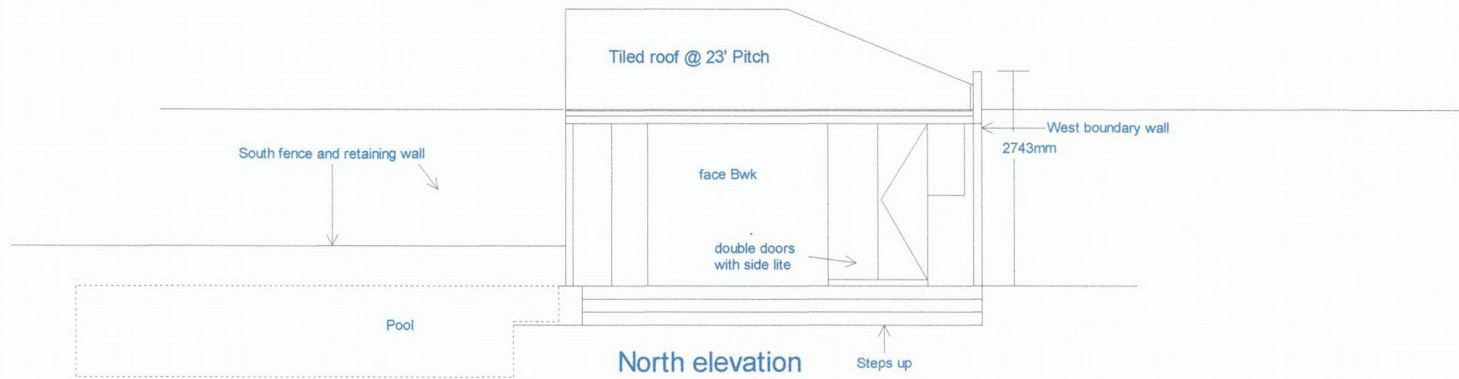 Tiled roof @ 23' Pitch
West boundary wall
2743mm
South fence and retaining wall
face Bwk
double doors
with side lite
Pool
North elevation
Steps up